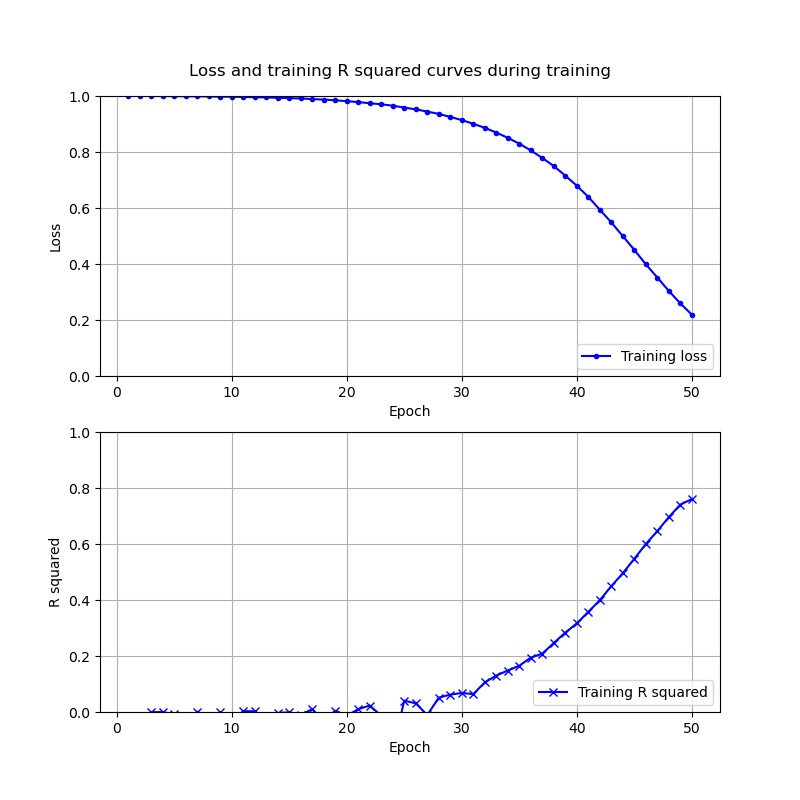 Loss and training R squared curves during training
1.0
0.8
0.6
0.4
0.2
0.0
Loss
Training loss
0 10 20 30 40 50
Epoch
1.0
0.8
0.6
0.4
0.2
0.0
R squared
Training R squared
0 10 20 30 40 50
Epoch